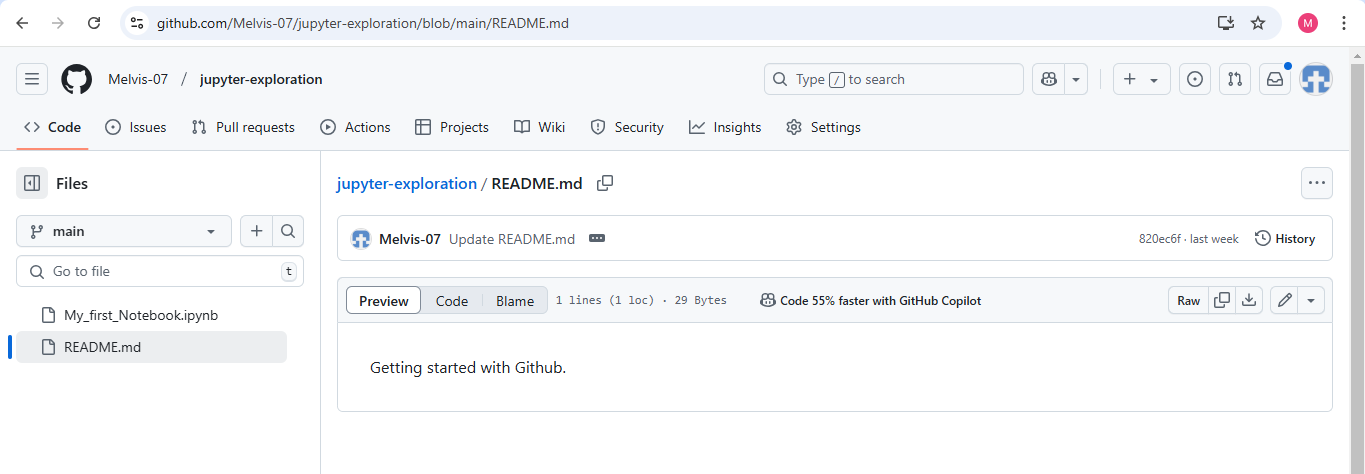 github.com/Melvis-07/jupyter-exploration/blob/main/README.md
M
Melvis-07 / jupyter-exploration
Type / to search
Code Issues Pull requests Actions Projects Wiki Security Insights Settings
Files
jupyter-exploration / README.md
main
Melvis-07 Update README.md 820ec6f · last week History
Go to file t
Preview Code Blame 1 lines (1 loc) · 29 Bytes Code 55% faster with GitHub Copilot Raw
My_first_Notebook.ipynb
README.md
Getting started with Github.